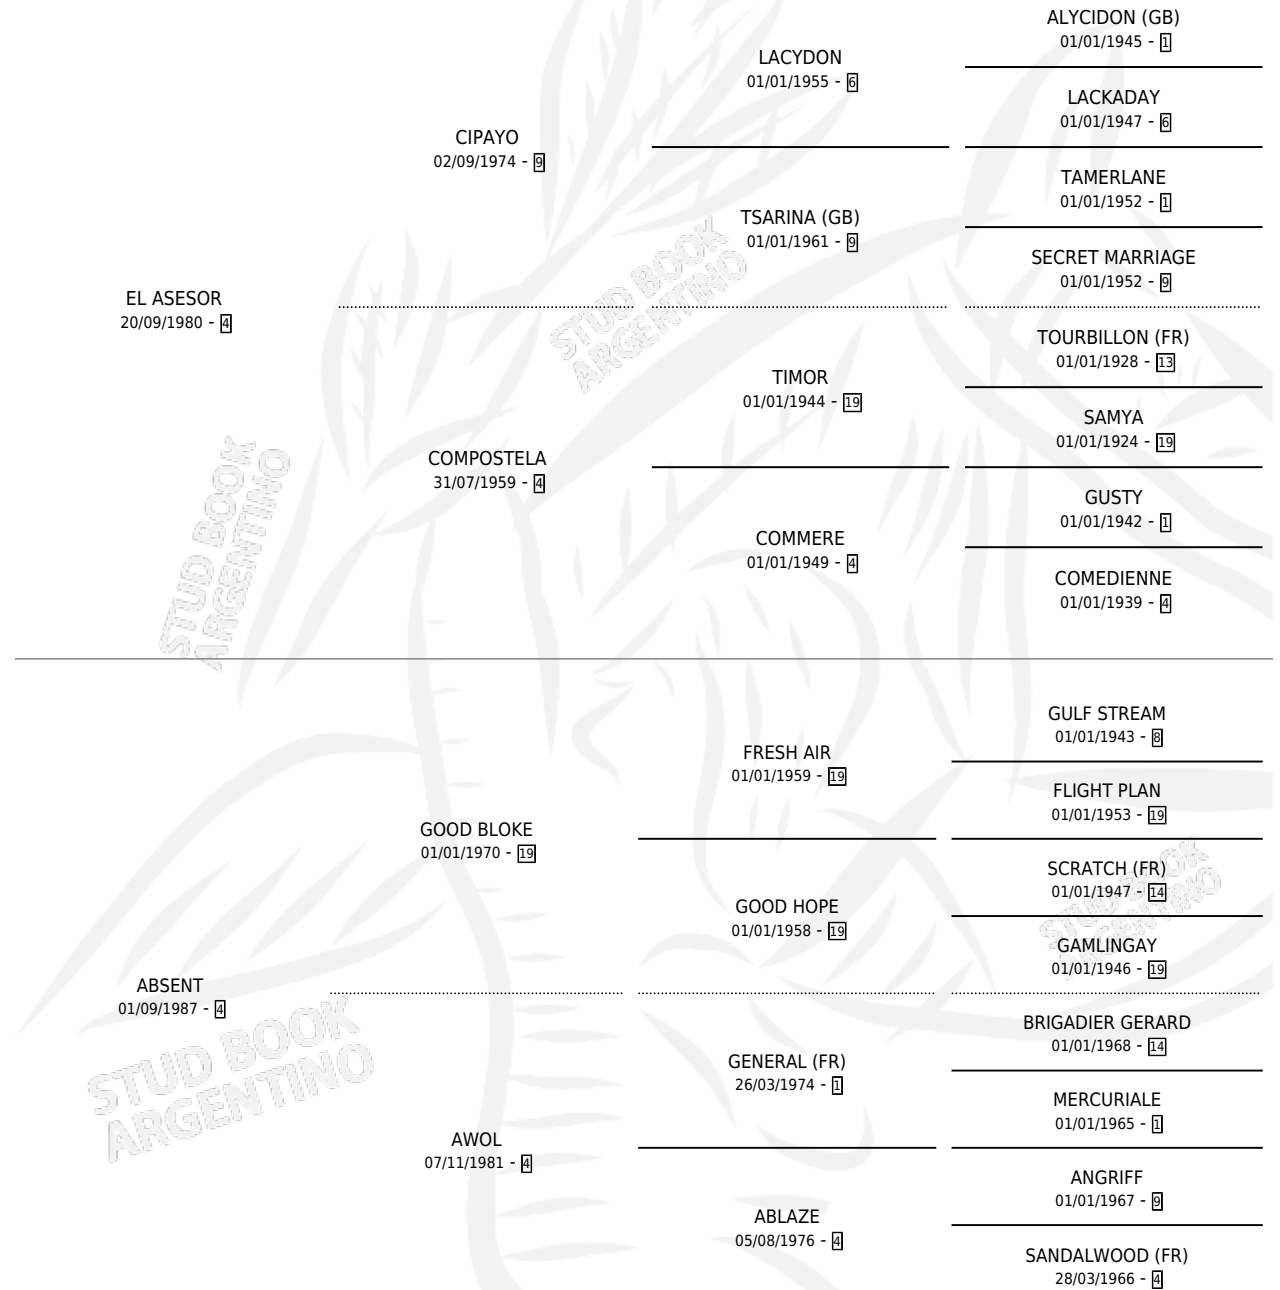 ALYCIDON (GB)
01/01/1945 - 1
LACYDON
01/01/1955 - 6
LACKADAY
01/01/1947 - 6
CIPAYO
02/09/1974 - 9
TAMERLANE
01/01/1952 - 1
TSARINA (GB)
01/01/1961 - 9
SECRET MARRIAGE
01/01/1952 - 9
STUD BOOK
ARGENTINO
EL ASESOR
20/09/1980 - 4
TOURBILLON (FR)
01/01/1928 - 13
TIMOR
01/01/1944 - 19
SAMYA
01/01/1924 - 19
COMPOSTELA
31/07/1959 - 4
GUSTY
01/01/1942 - 1
COMMERE
01/01/1949 - 4
COMEDIENNE
01/01/1939 - 4
STUD BOOK
ARGENTINO
GULF STREAM
01/01/1943 - 8
FRESH AIR
01/01/1959 - 19
FLIGHT PLAN
01/01/1953 - 19
GOOD BLOKE
01/01/1970 - 19
SCRATCH (FR)
01/01/1947 - 14
GOOD HOPE
01/01/1958 - 19
STUD BOOK
ARGENTINO
GAMLINGAY
01/01/1946 - 19
ABSENT
01/09/1987 - 4
BRIGADIER GERARD
01/01/1968 - 14
GENERAL (FR)
26/03/1974 - 1
STUD BOOK
ARGENTINO
MERCURIALE
01/01/1965 - 1
AWOL
07/11/1981 - 4
ANGRIFF
01/01/1967 - 9
ABLAZE
05/08/1976 - 4
SANDALWOOD (FR)
28/03/1966 - 4